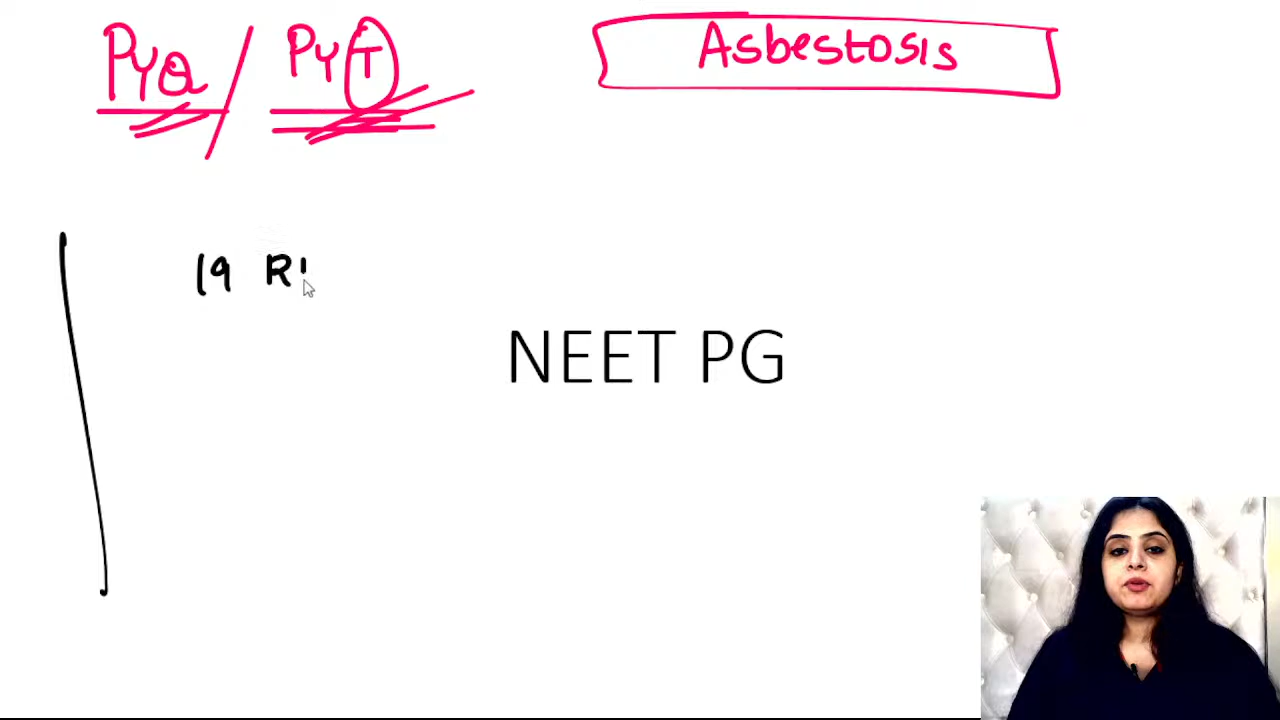 PYQ / PYT
Asbestosis
19 R
NEET PG